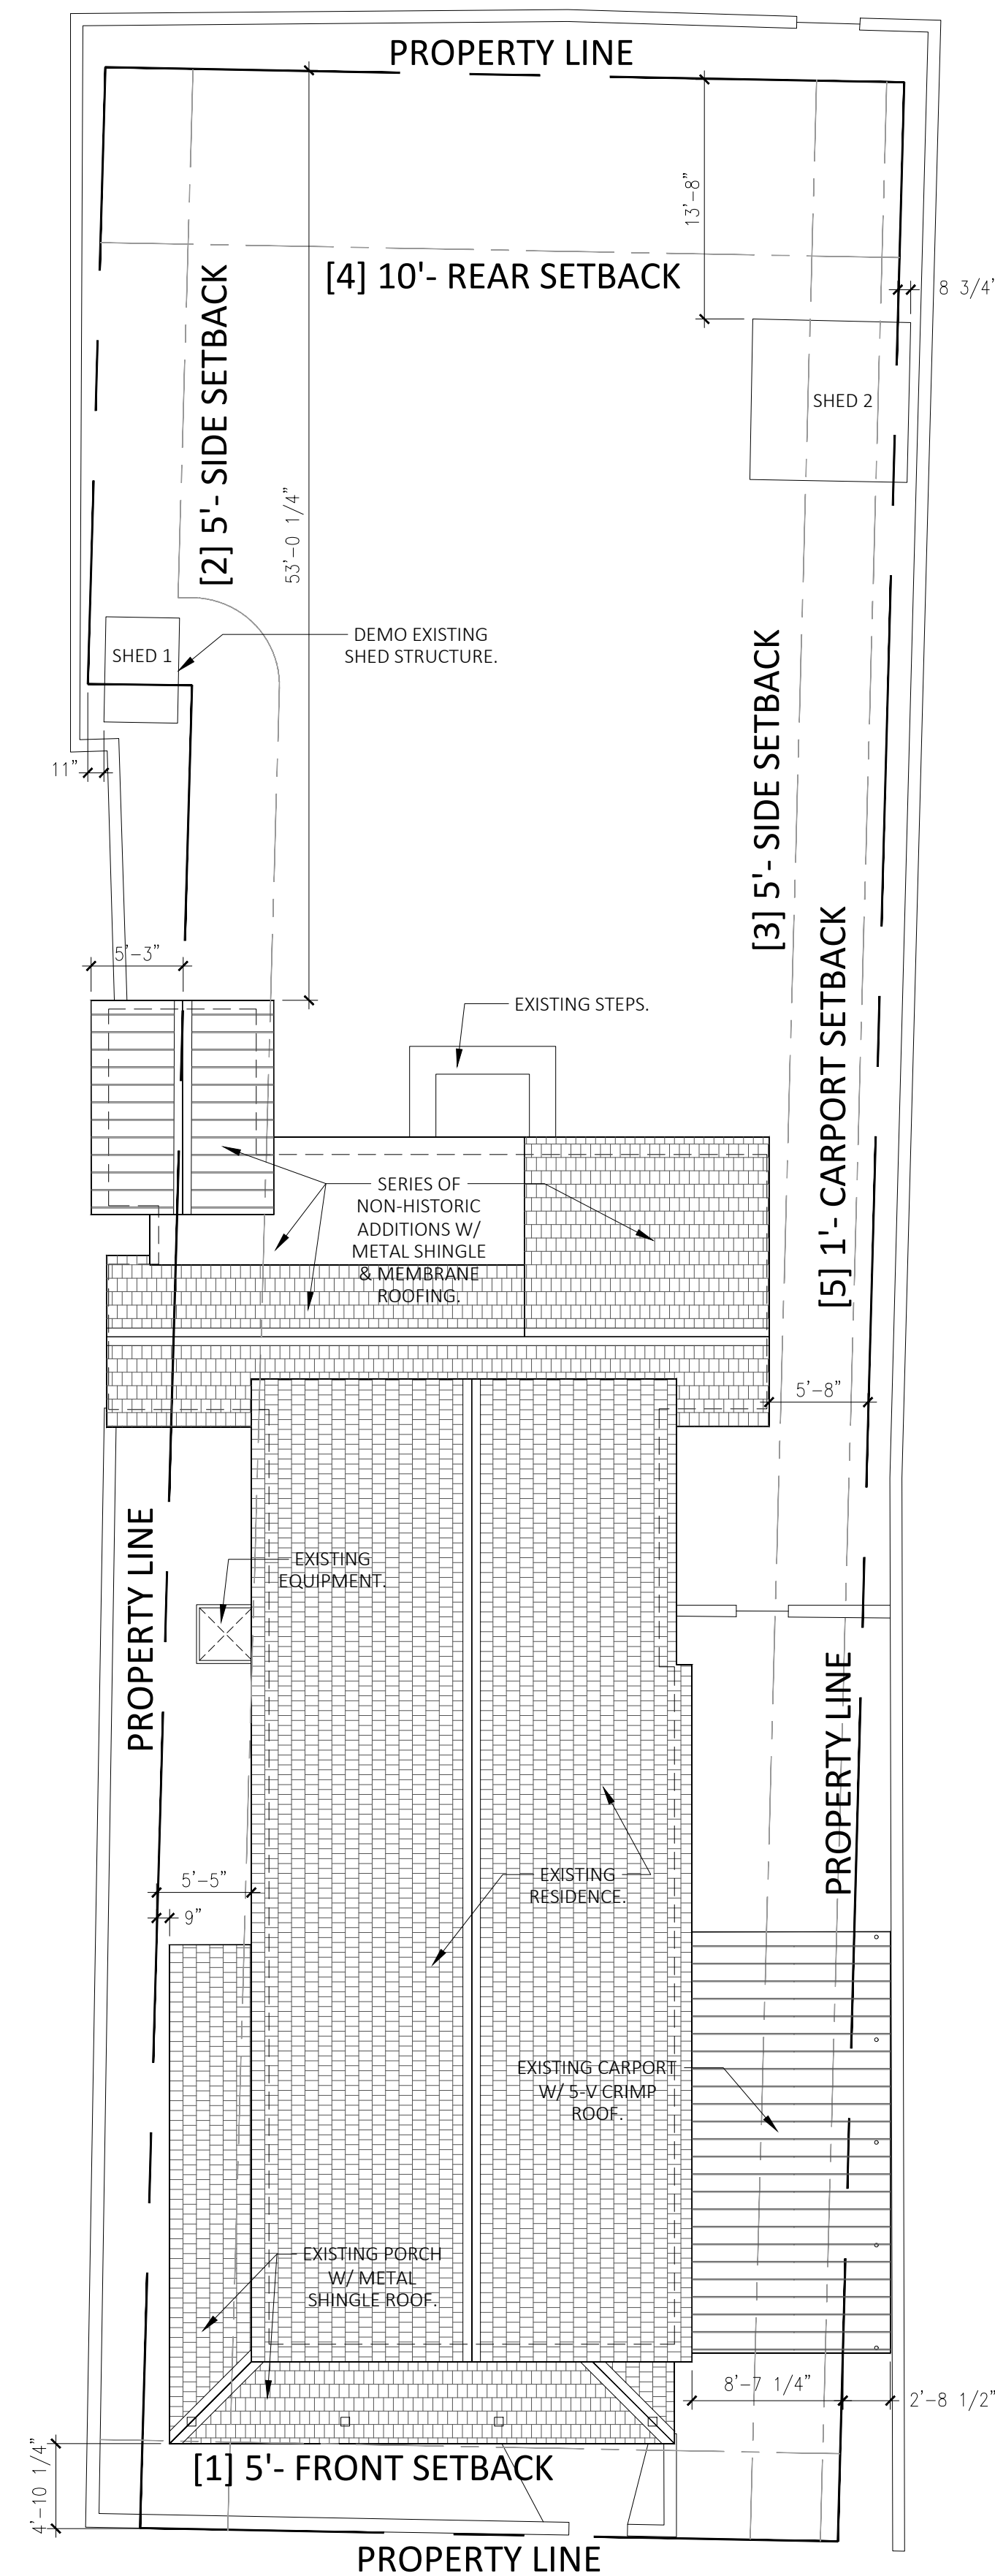 PROPERTY LINE
13'-8"
[4] 10'- REAR SETBACK
8 3/4'
[2] 5'- SIDE SETBACK
SHED 2
53'-0 1/4"
DEMO EXISTING
SHED STRUCTURE.
SHED 1
[3] 5'- SIDE SETBACK
11"
5'-3"
[5] 1'- CARPORT SETBACK
EXISTING STEPS.
SERIES OF
NON-HISTORIC
ADDITIONS W/
METAL SHINGLE
& MEMBRANE
ROOFING.
5'-8"
PROPERTY LINE
EXISTING
EQUIPMENT.
PROPERTY LINE
5'-5"
EXISTING
RESIDENCE.
9"
EXISTING CARPORT
W/ 5-V CRIMP
ROOF.
EXISTING PORCH
W/ METAL
SHINGLE ROOF.
8'-7 1/4"
2'-8 1/2"
4'-10 1/4"
[1] 5'- FRONT SETBACK
PROPERTY LINE